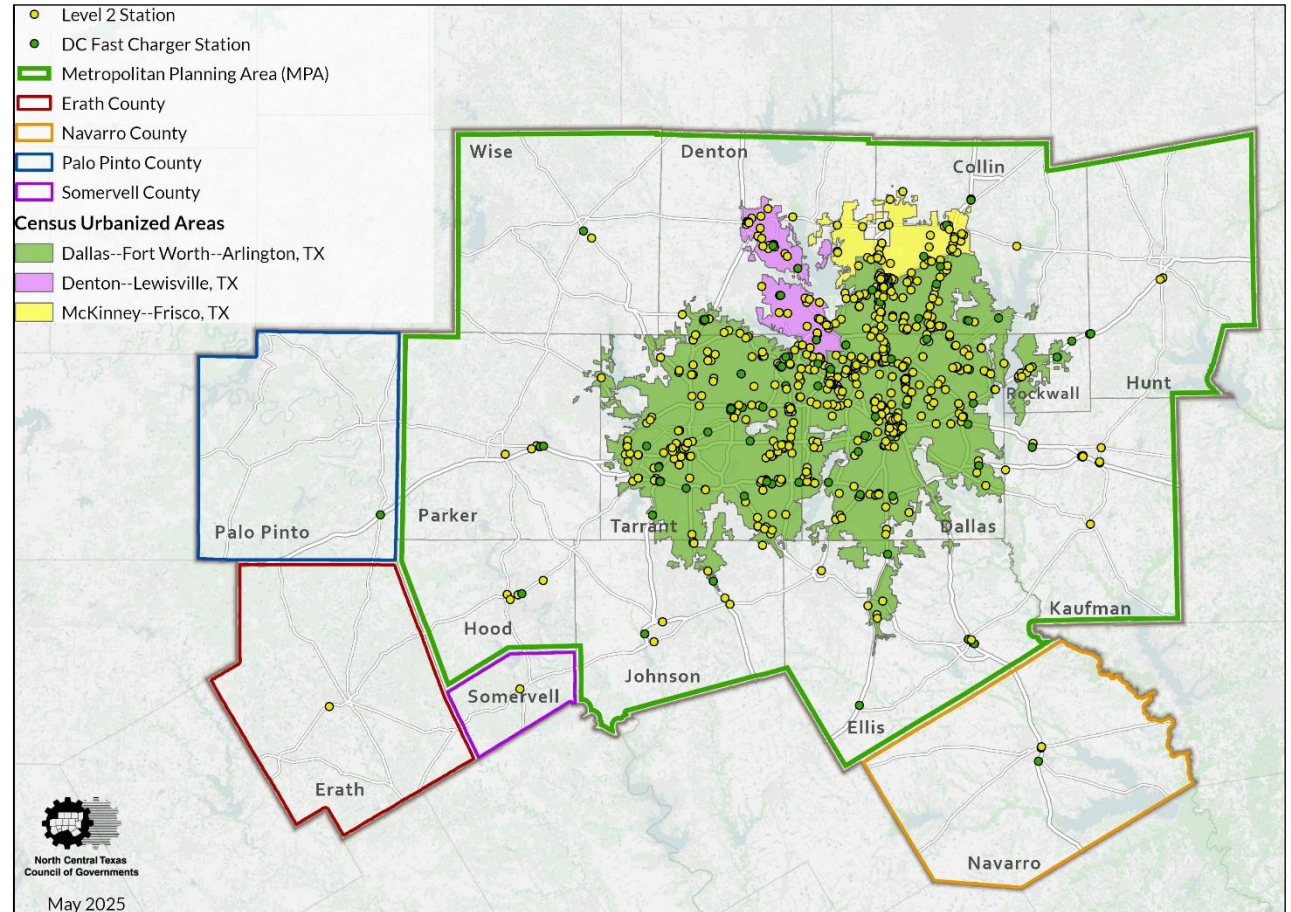 Level 2 Station
DC Fast Charger Station
Metropolitan Planning Area (MPA)
Erath County
Navarro County
Palo Pinto County
Somervell County
Census Urbanized Areas
Dallas--Fort Worth--Arlington, TX
Denton--Lewisville, TX
McKinney--Frisco, TX
Wise
Denton
Collin
Hunt
Rockwall
Palo Pinto
Parker
Tarrant
Dallas
Kaufman
Hood
Johnson
Somervell
Ellis
Erath
Navarro
North Central Texas
Council of Governments
May 2025